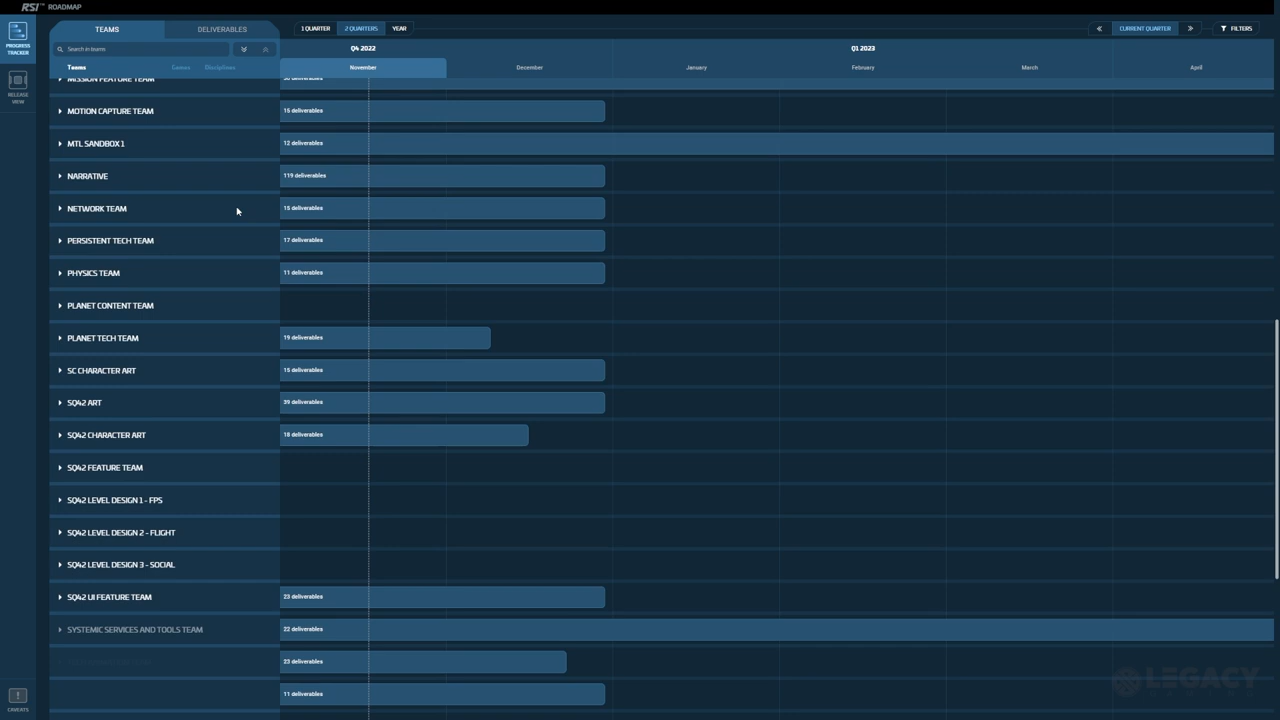 RSI ROADMAP
TEAMS DELIVERABLES 1 QUARTER 2 QUARTERS YEAR CURRENT QUARTER FILTERS
PROGRESS TRACKER
RELEASE VIEW
CAVEATS
Search in teams
Q4 2022 Q1 2023
Teams Games Disciplines November December January February March April
MISSION FEATURE TEAM
MOTION CAPTURE TEAM 15 deliverables
MTL SANDBOX 1 12 deliverables
NARRATIVE 119 deliverables
NETWORK TEAM 15 deliverables
PERSISTENT TECH TEAM 17 deliverables
PHYSICS TEAM 11 deliverables
PLANET CONTENT TEAM
PLANET TECH TEAM 19 deliverables
SC CHARACTER ART 15 deliverables
SQ42 ART 39 deliverables
SQ42 CHARACTER ART 18 deliverables
SQ42 FEATURE TEAM
SQ42 LEVEL DESIGN 1 - FPS
SQ42 LEVEL DESIGN 2 - FLIGHT
SQ42 LEVEL DESIGN 3 - SOCIAL
SQ42 UI FEATURE TEAM 23 deliverables
SYSTEMIC SERVICES AND TOOLS TEAM 22 deliverables
23 deliverables
11 deliverables
LEGACY